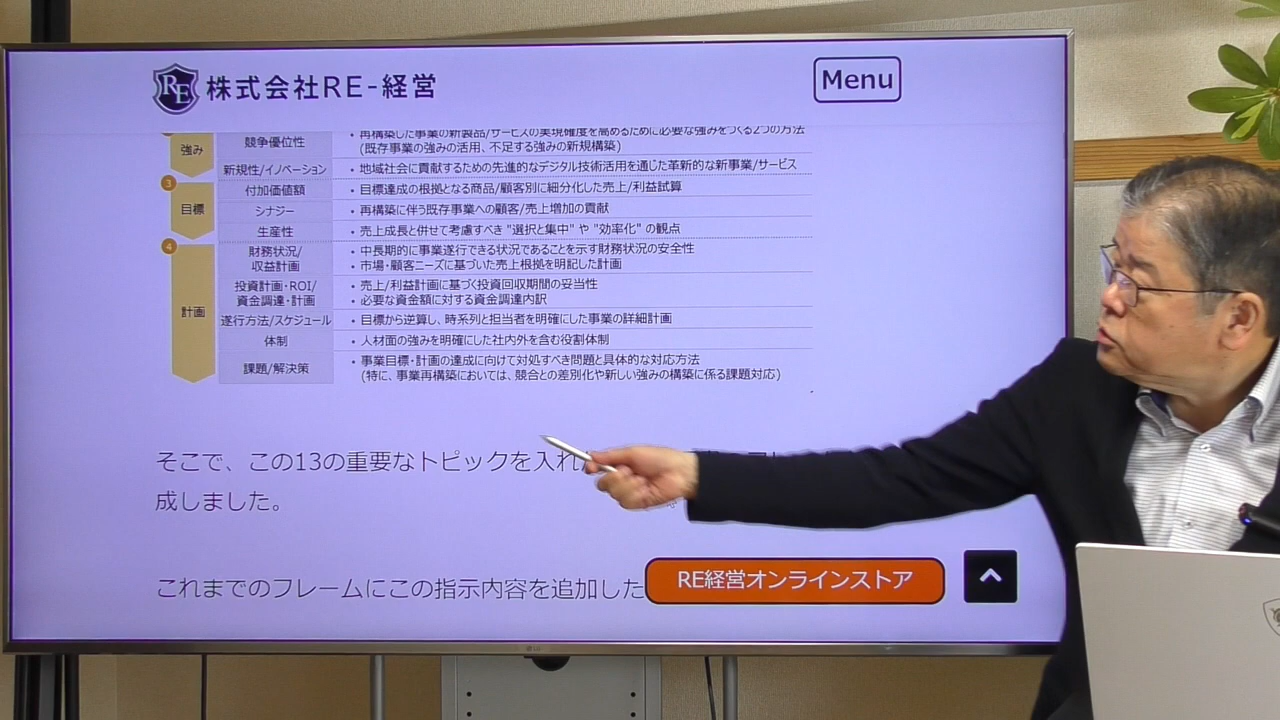 RE 株式会社RE-経営
Menu
強み
競争優位性
・再構築した事業の新製品/サービスの実現確度を高めるために必要な強みをつくる2つの方法
(既存事業の強みの活用、不足する強みの新規構築)
新規性/イノベーション
・地域社会に貢献するための先進的なデジタル技術活用を通じた革新的な新事業/サービス
3
目標
付加価値額
・目標達成の根拠となる商品/顧客別に細分化した売上/利益試算
シナジー
・再構築に伴う既存事業への顧客/売上増加の貢献
生産性
・売上成長と併せて考慮すべき "選択と集中" や "効率化" の観点
4
計画
財務状況/
収益計画
・中長期的に事業遂行できる状況であることを示す財務状況の安全性
・市場・顧客ニーズに基づいた売上根拠を明記した計画
投資計画・ROI/
資金調達・計画
・売上/利益計画に基づく投資回収期間の妥当性
・必要な資金額に対する資金調達内訳
遂行方法/スケジュール
・目標から逆算し、時系列と担当者を明確にした事業の詳細計画
体制
・人材面の強みを明確にした社内外を含む役割体制
課題/解決策
・事業目標・計画の達成に向けて対処すべき問題と具体的な対応方法
(特に、事業再構築においては、競合との差別化や新しい強みの構築に係る課題対応)
そこで、この13の重要なトピックを入れ
成しました。
これまでのフレームにこの指示内容を追加した
RE経営オンラインストア
LG